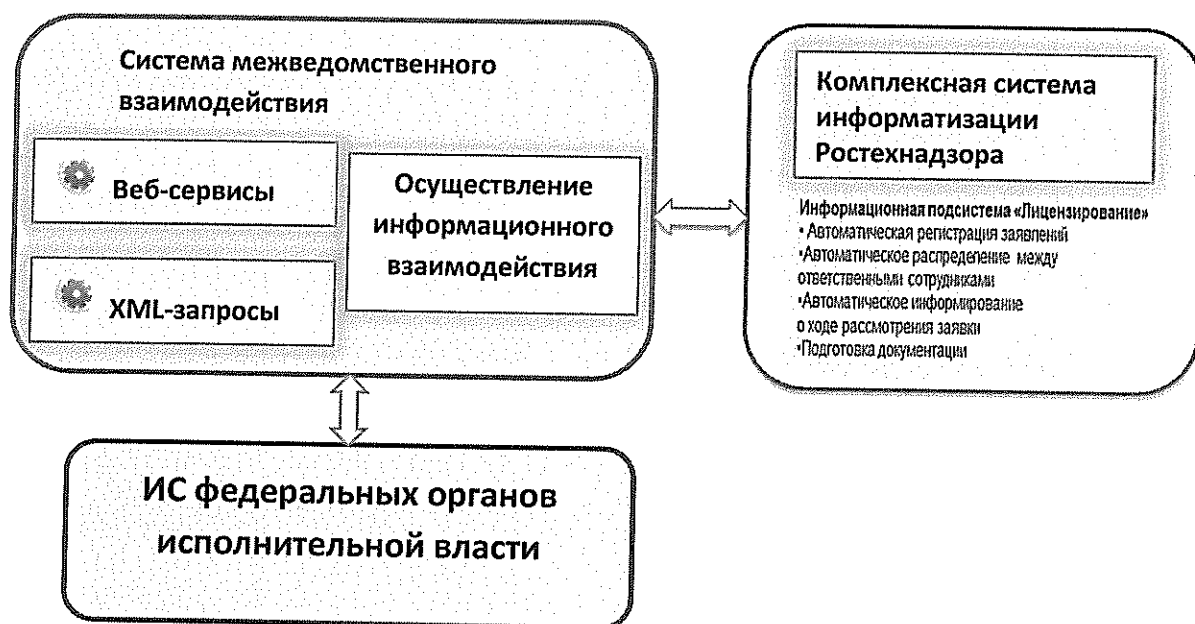 Система межведомственного
взаимодействия
Веб-сервисы
XML-запросы
Осуществление
информационного
взаимодействия
Комплексная система
информатизации
Ростехнадзора
Информационная подсистема «Лицензирование»
• Автоматическая регистрация заявлений
•Автоматическое распределение между
ответственными сотрудниками
•Автоматическое информирование
о ходе рассмотрения заявки
•Подготовка документации
ИС федеральных органов
исполнительной власти